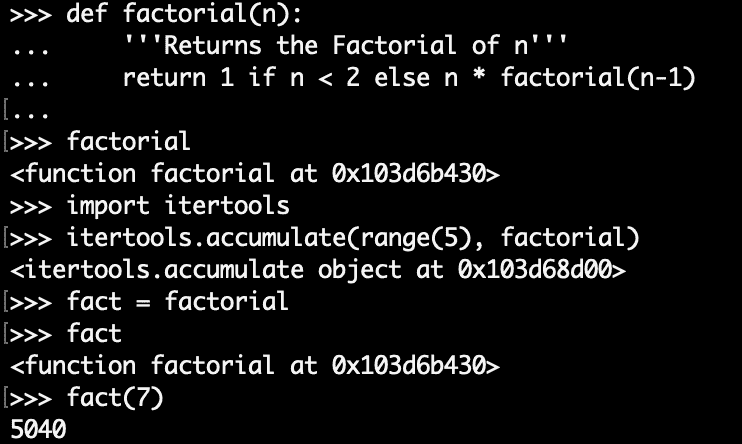 >>> def factorial(n):
...     '''Returns the Factorial of n'''
...     return 1 if n < 2 else n * factorial(n-1)
[...
[>>> factorial
<function factorial at 0x103d6b430>
>>> import itertools
[>>> itertools.accumulate(range(5), factorial)
<itertools.accumulate object at 0x103d68d00>
[>>> fact = factorial
[>>> fact
<function factorial at 0x103d6b430>
[>>> fact(7)
5040